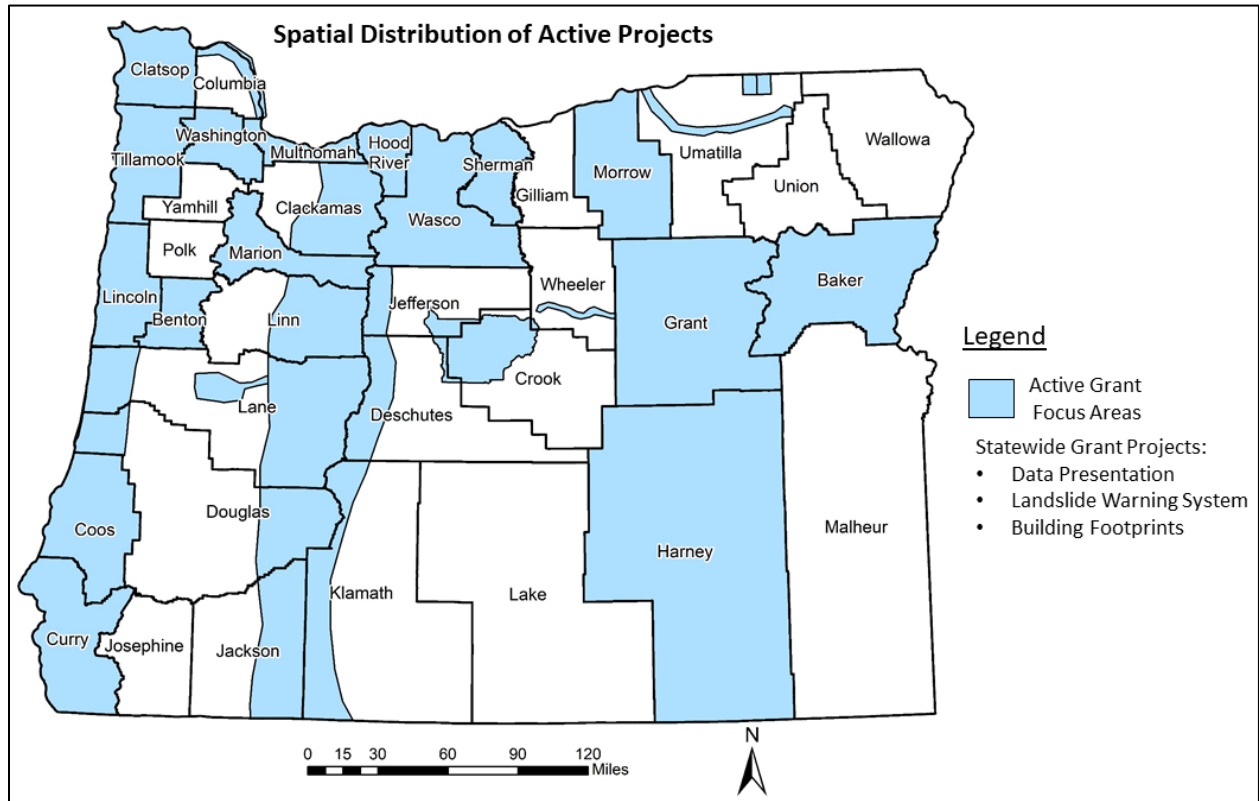 Spatial Distribution of Active Projects
Clatsop
Columbia
Washington
Tillamook
Multnomah
Hood
River
Sherman
Gilliam
Morrow
Umatilla
Wallowa
Union
Yamhill
Clackamas
Wasco
Polk
Marion
Wheeler
Baker
Lincoln
Benton
Linn
Jefferson
Grant
Crook
Lane
Deschutes
Douglas
Coos
Harney
Malheur
Klamath
Lake
Curry
Josephine
Jackson
Legend
Active Grant
Focus Areas
Statewide Grant Projects:
• Data Presentation
• Landslide Warning System
• Building Footprints
0 15 30 60 90 120
Miles
N